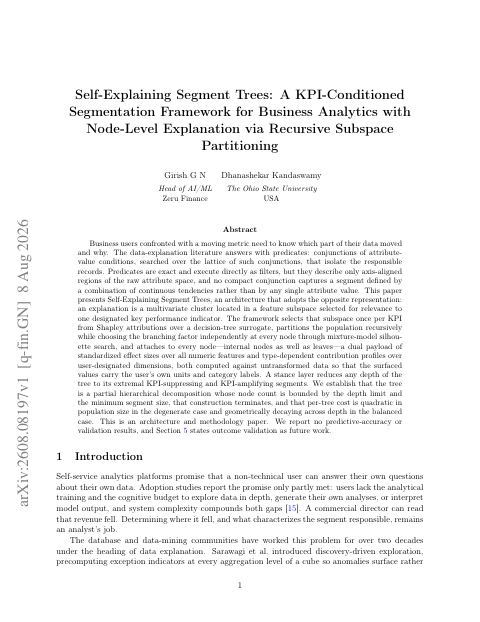 Self-Explaining Segment Trees: A KPI-Conditioned
Segmentation Framework for Business Analytics with
Node-Level Explanation via Recursive Subspace
Partitioning
Girish G N Dhanashekar Kandaswamy
Head of AI/ML The Ohio State University
Zeru Finance USA
Abstract
Business users confronted with a moving metric need to know which part of their data moved
and why. The data-explanation literature answers with predicates: conjunctions of attribute-
value conditions, searched over the lattice of such conjunctions, that isolate the responsible
records. Predicates are exact and execute directly as filters, but they describe only axis-aligned
regions of the raw attribute space, and no compact conjunction captures a segment defined by
a combination of continuous tendencies rather than by any single attribute value. This paper
presents Self-Explaining Segment Trees, an architecture that adopts the opposite representation:
an explanation is a multivariate cluster located in a feature subspace selected for relevance to
one designated key performance indicator. The framework selects that subspace once per KPI
from Shapley attributions over a decision-tree surrogate, partitions the population recursively
while choosing the branching factor independently at every node through mixture-model silhou-
ette search, and attaches to every node—internal nodes as well as leaves—a dual payload of
standardized effect sizes over all numeric features and type-dependent contribution profiles over
user-designated dimensions, both computed against untransformed data so that the surfaced
values carry the user's own units and category labels. A stance layer reduces any depth of the
tree to its extremal KPI-suppressing and KPI-amplifying segments. We establish that the tree
is a partial hierarchical decomposition whose node count is bounded by the depth limit and
the minimum segment size, that construction terminates, and that per-tree cost is quadratic in
population size in the degenerate case and geometrically decaying across depth in the balanced
case. This is an architecture and methodology paper. We report no predictive-accuracy or
validation results, and Section 5 states outcome validation as future work.
1 Introduction
Self-service analytics platforms promise that a non-technical user can answer their own questions
about their own data. Adoption studies report the promise only partly met: users lack the analytical
training and the cognitive budget to explore data in depth, generate their own analyses, or interpret
model output, and system complexity compounds both gaps [15]. A commercial director can read
that revenue fell. Determining where it fell, and what characterizes the segment responsible, remains
an analyst's job.
The database and data-mining communities have worked this problem for over two decades
under the heading of data explanation. Sarawagi et al. introduced discovery-driven exploration,
precomputing exception indicators at every aggregation level of a cube so anomalies surface rather
1
arXiv:2608.08197v1 [q-fin.GN] 8 Aug 2026